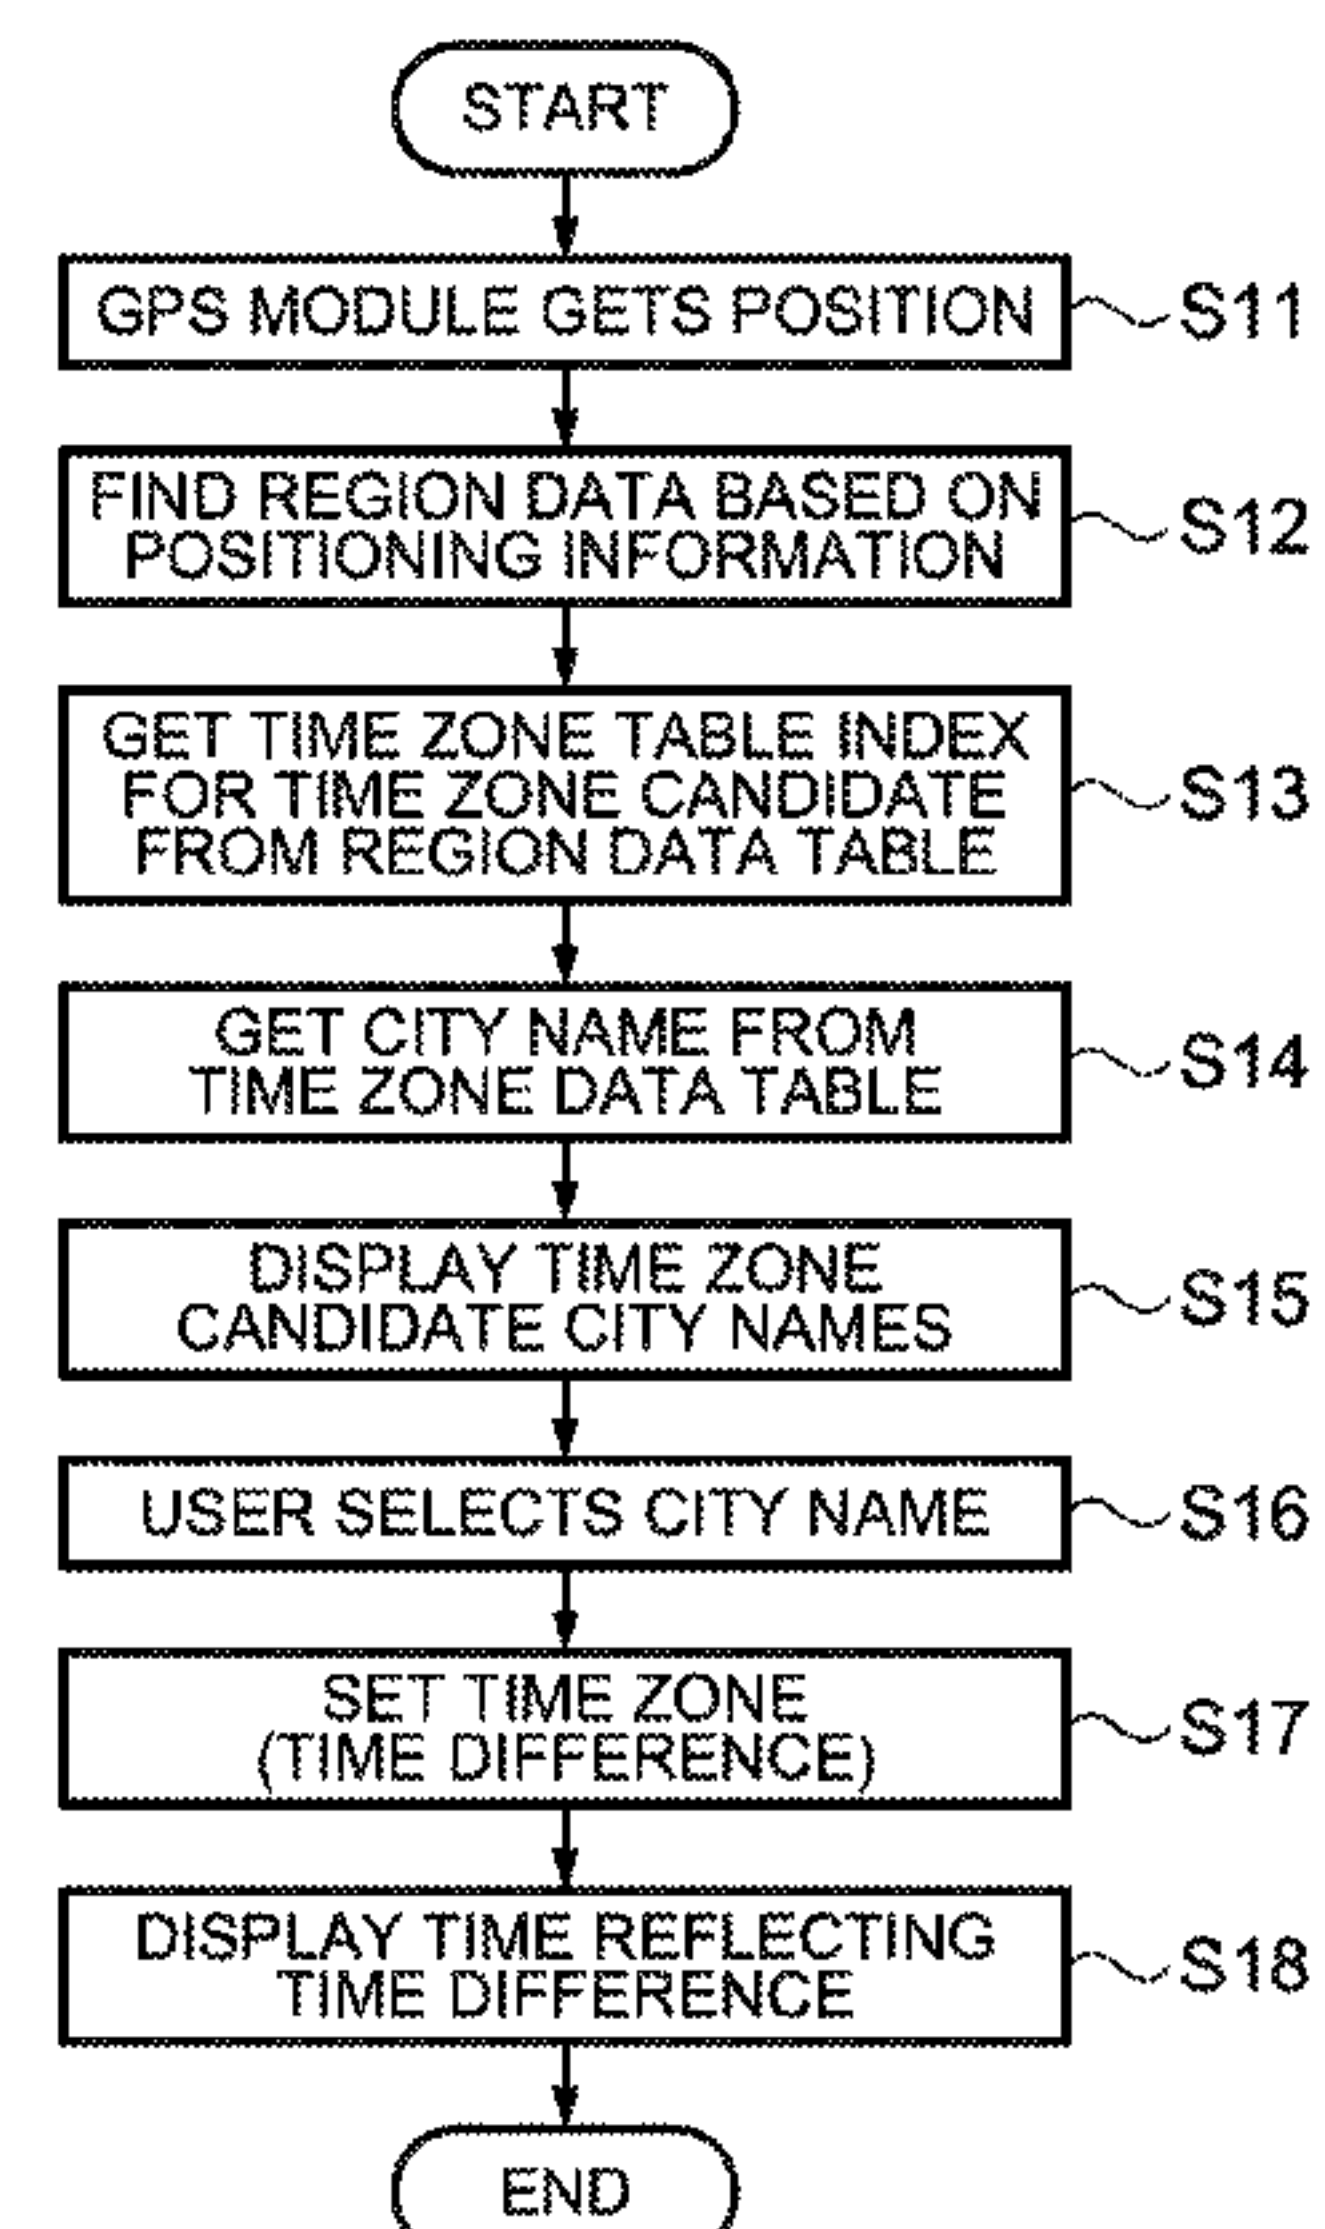 START
GPS MODULE GETS POSITION
S11
FIND REGION DATA BASED ON
POSITIONING INFORMATION
S12
GET TIME ZONE TABLE INDEX
FOR TIME ZONE CANDIDATE
FROM REGION DATA TABLE
S13
GET CITY NAME FROM
TIME ZONE DATA TABLE
S14
DISPLAY TIME ZONE
CANDIDATE CITY NAMES
S15
USER SELECTS CITY NAME
S16
SET TIME ZONE
(TIME DIFFERENCE)
S17
DISPLAY TIME REFLECTING
TIME DIFFERENCE
S18
END